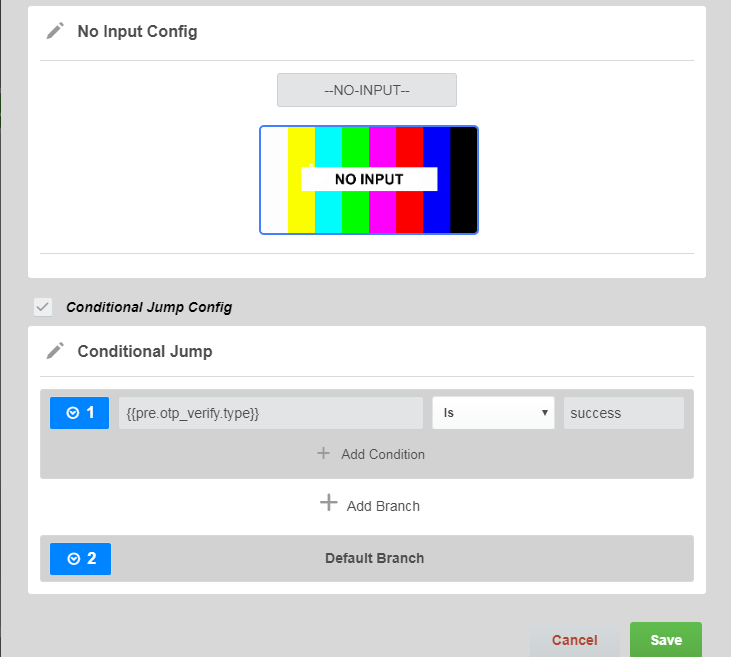 No Input Config
--NO-INPUT--
NO INPUT
Conditional Jump Config
Conditional Jump
1 {{pre.otp_verify.type}} Is success
Add Condition
Add Branch
2 Default Branch
Cancel Save